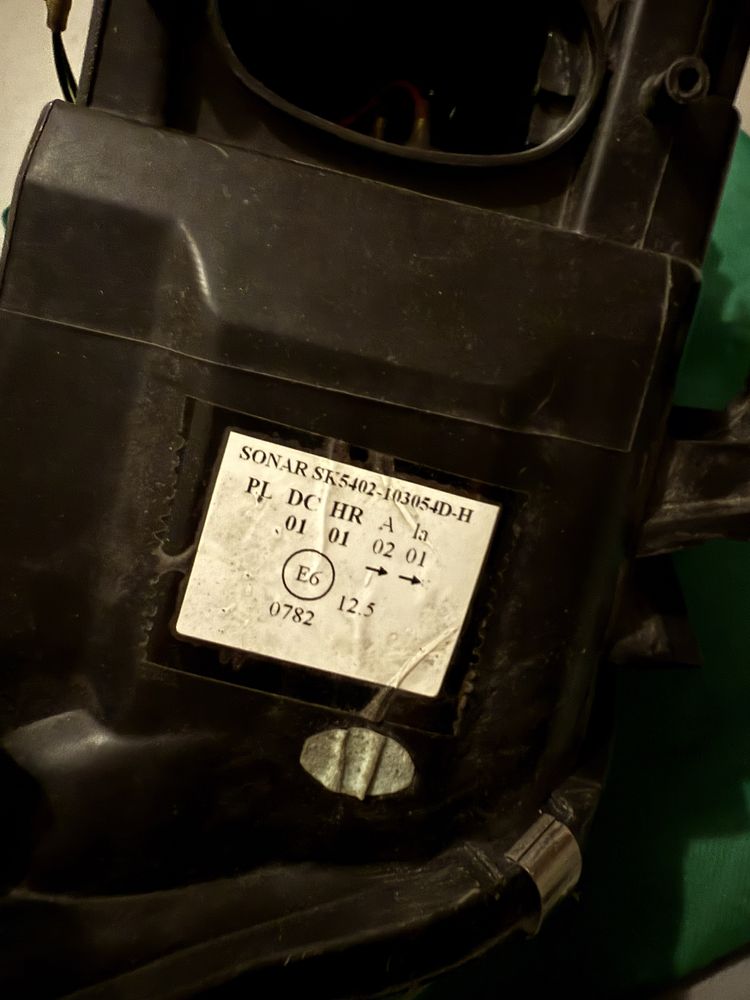 SONAR SK5402-103054D-H
PL DC HR A Ia
01 01 02 01
E6 → →
0782 12.5